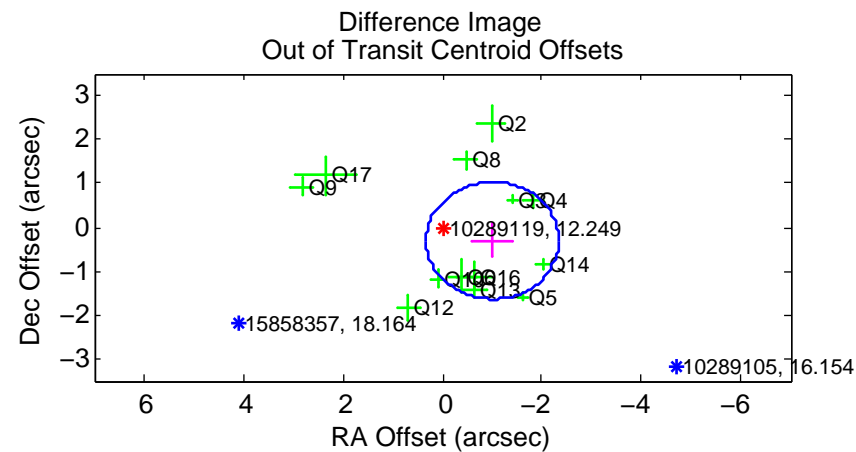 Difference Image
Out of Transit Centroid Offsets
Dec Offset (arcsec)
3
2
1
0
−1
−2
−3
Q2
Q8
Q17
Q9
Q4
10289119, 12.249
Q14
Q16
Q13
Q5
Q12
15858357, 18.164
10289105, 16.154
6
4
2
0
−2
−4
−6
RA Offset (arcsec)